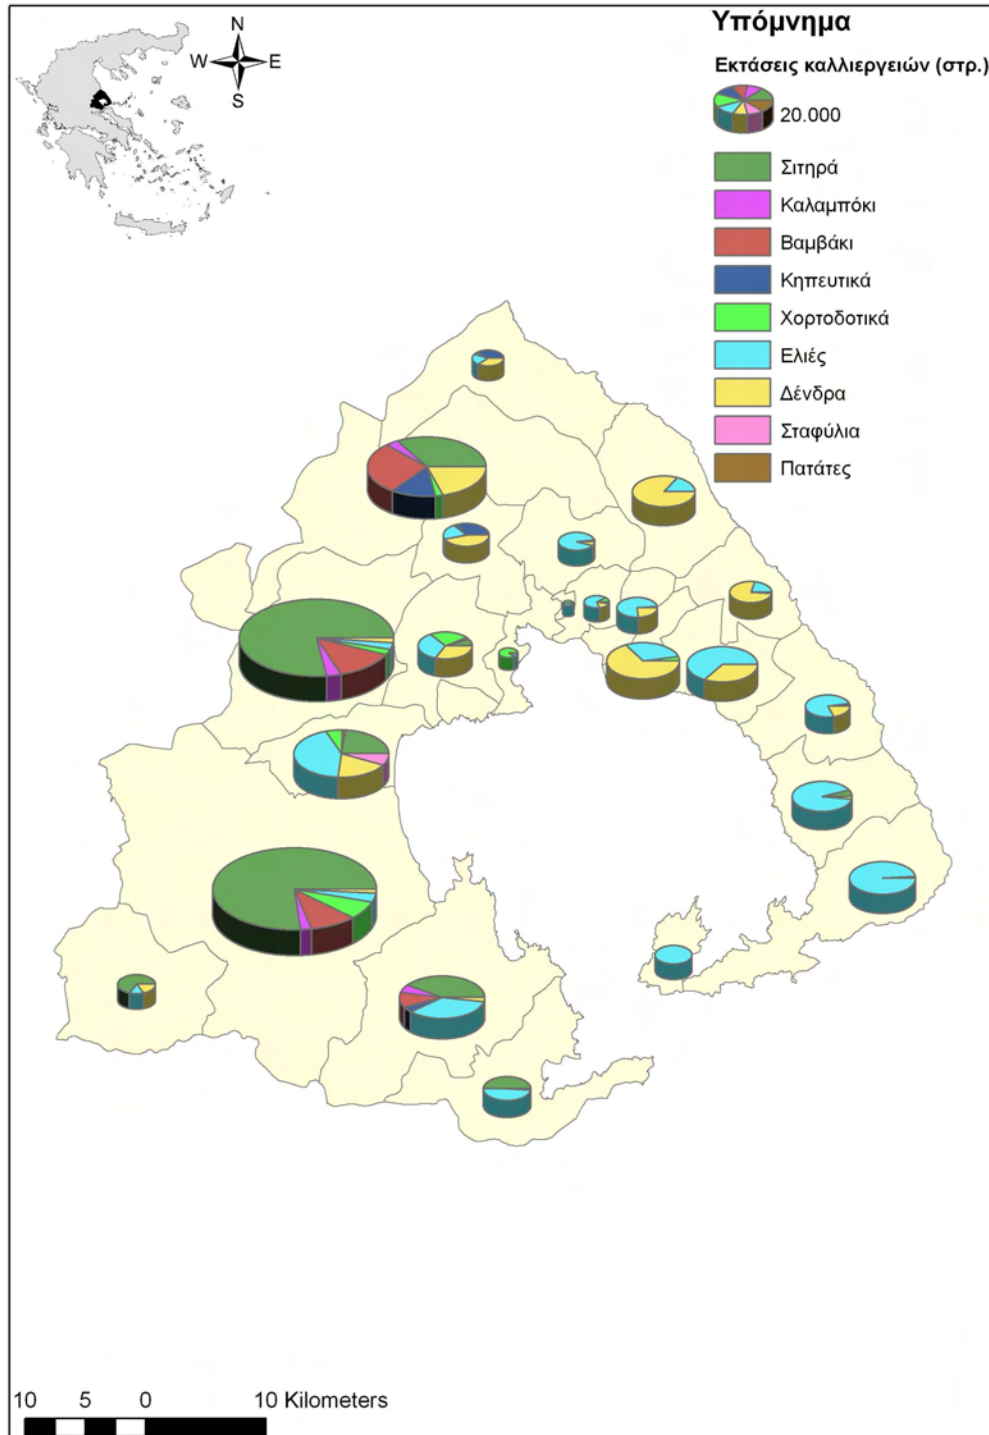 N
W E
S
Υπόμνημα
Εκτάσεις καλλιεργειών (στρ.)
20.000
Σιτηρά
Καλαμπόκι
Βαμβάκι
Κηπευτικά
Χορτοδοτικά
Ελιές
Δένδρα
Σταφύλια
Πατάτες
10 5 0 10 Kilometers